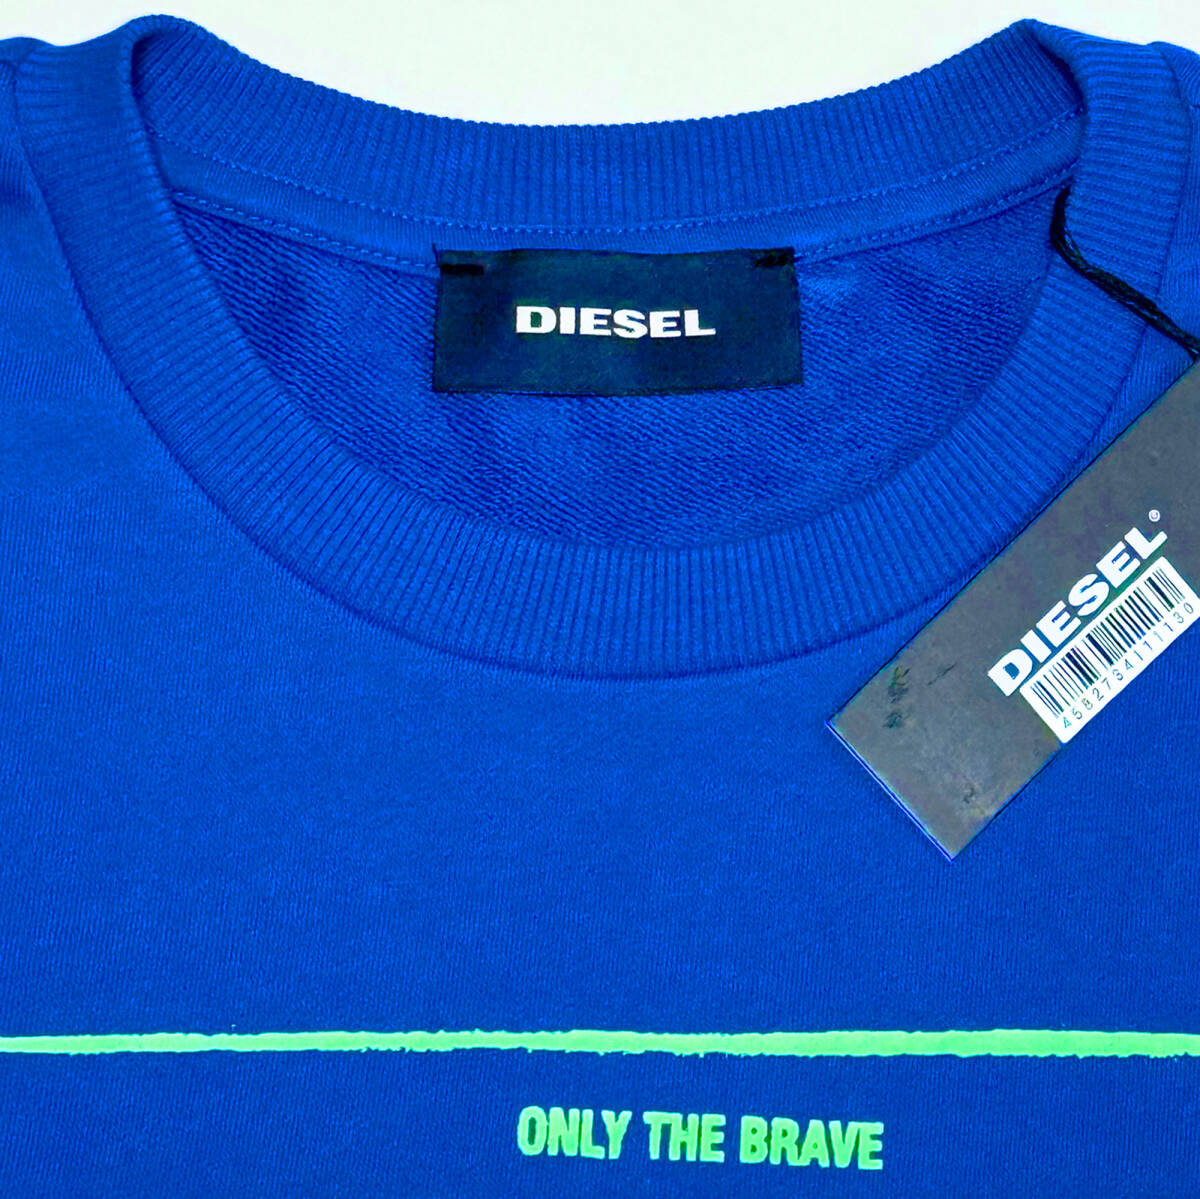 DIESEL
DIESEL©
4582734111130
ONLY THE BRAVE